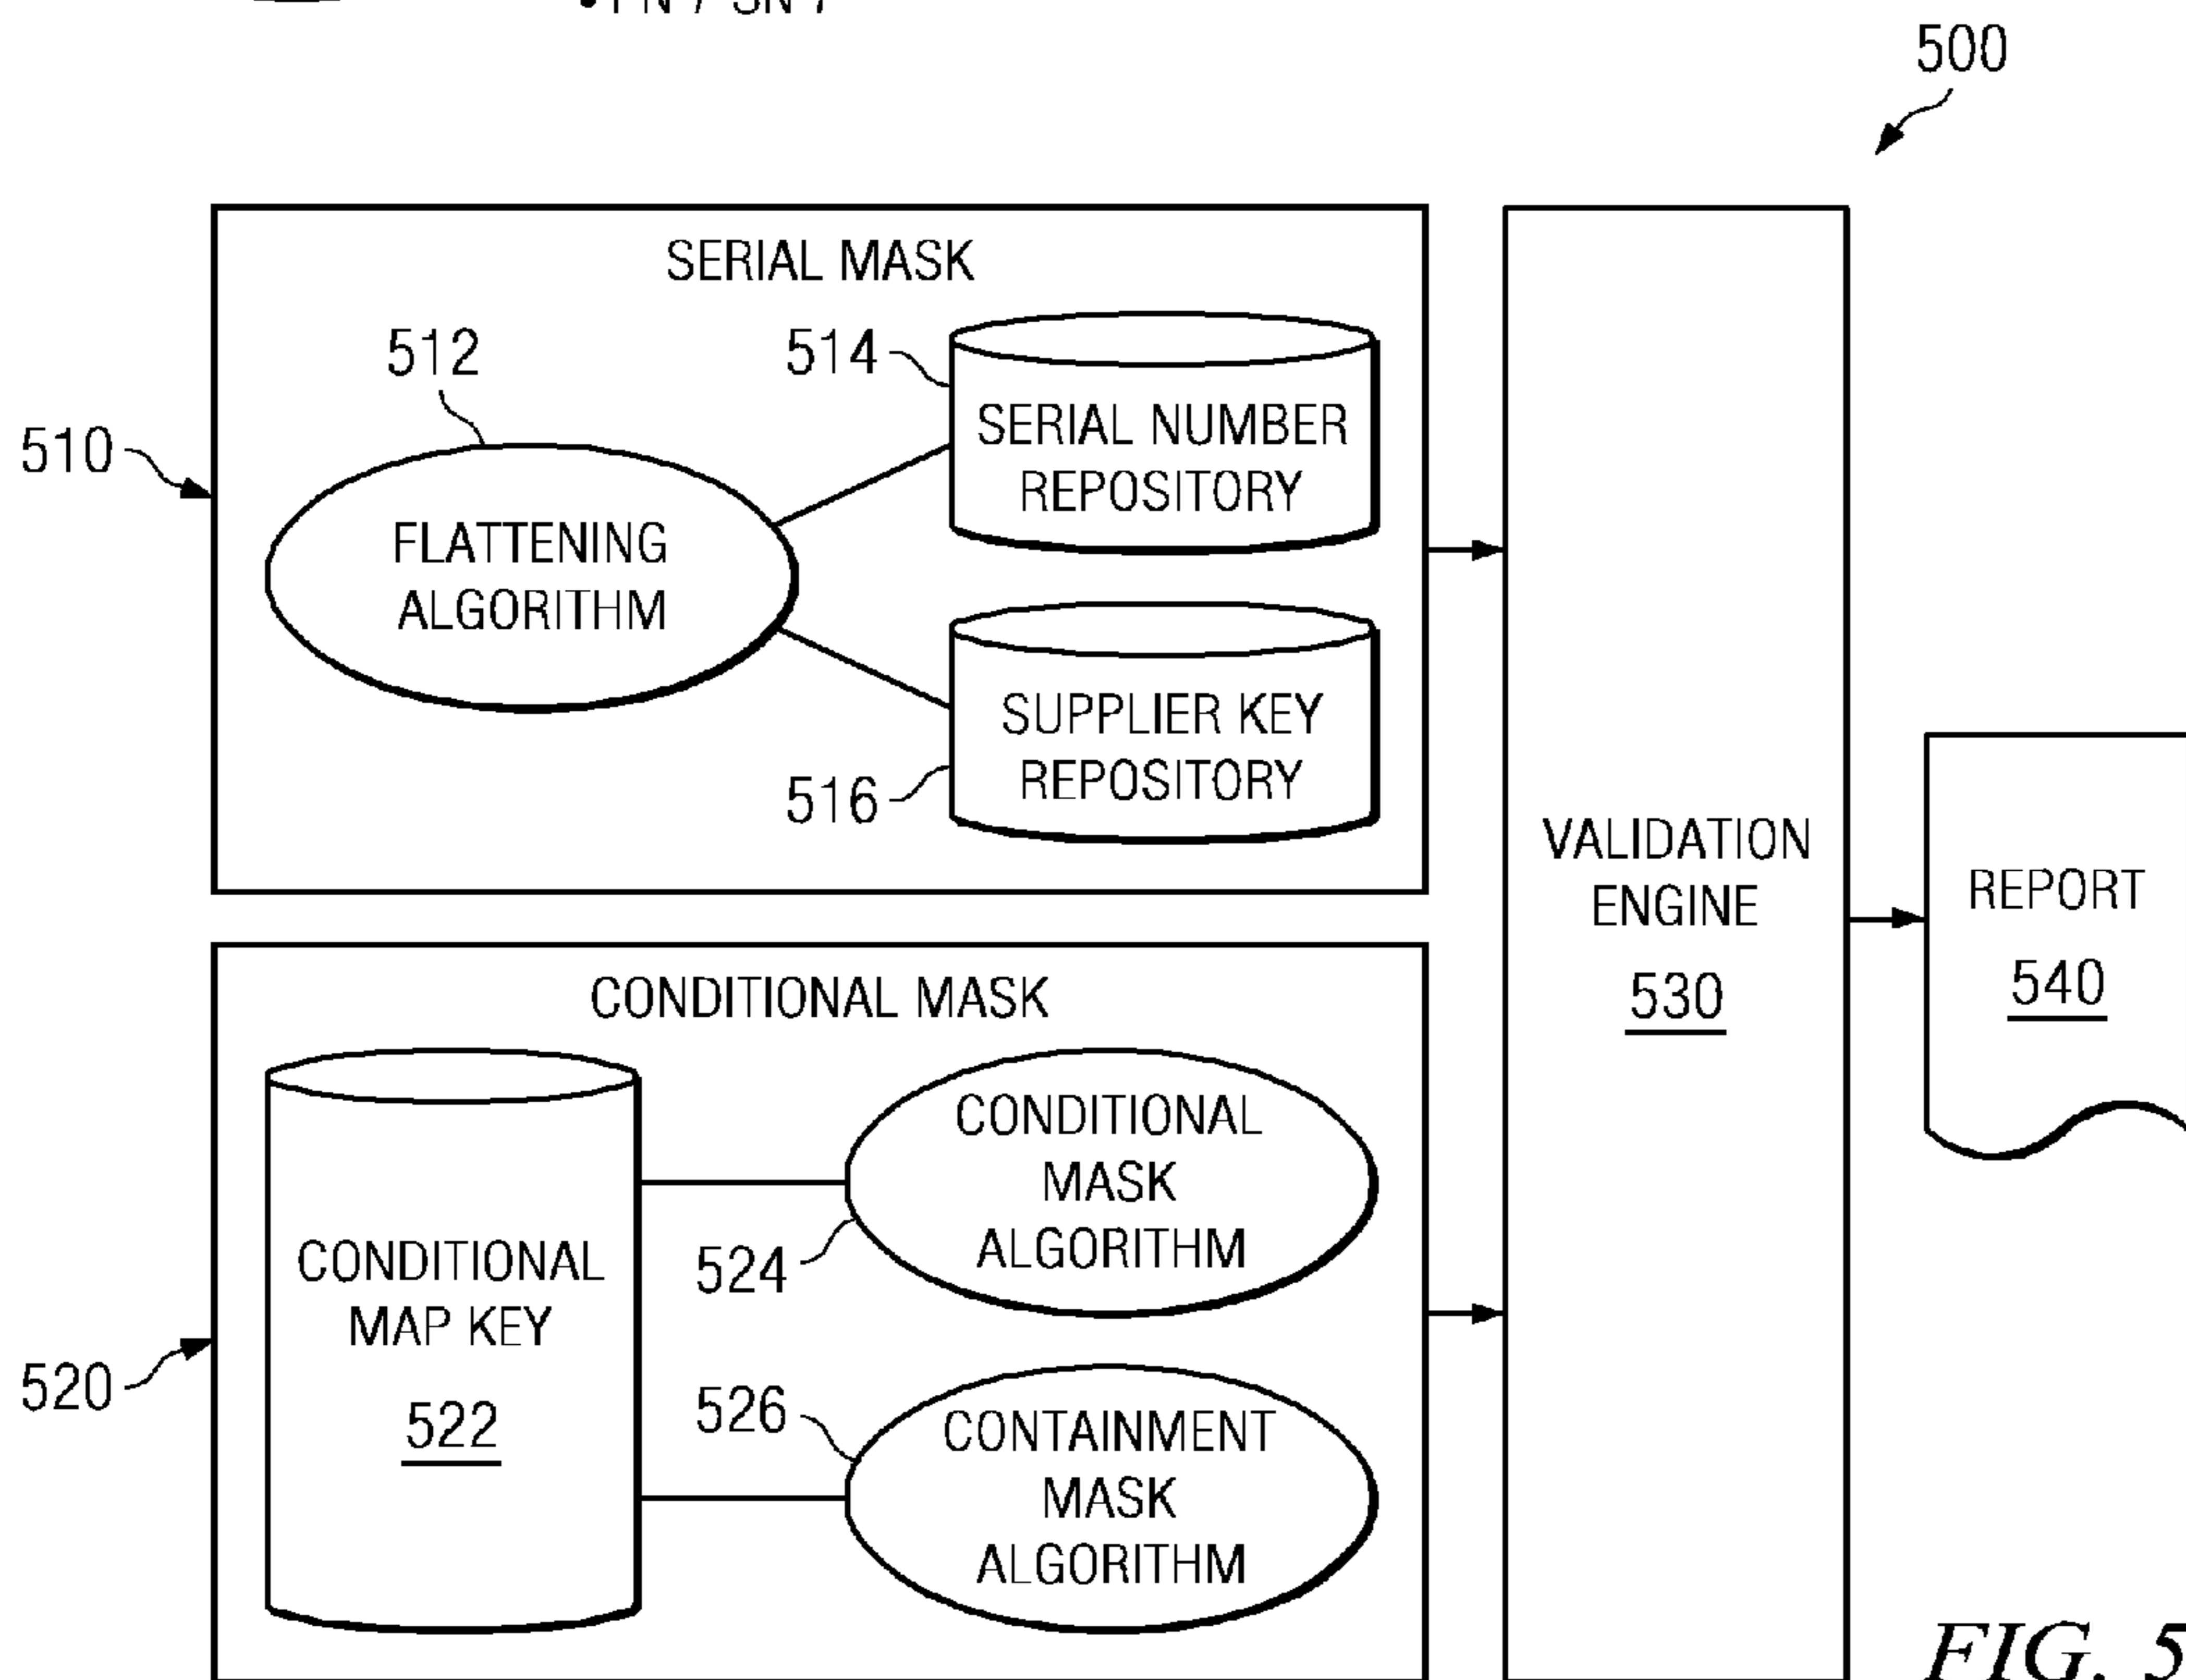 500
SERIAL MASK
512
514
SERIAL NUMBER
REPOSITORY
510
FLATTENING
ALGORITHM
SUPPLIER KEY
REPOSITORY
516
VALIDATION
ENGINE
530
REPORT
540
CONDITIONAL MASK
CONDITIONAL
MASK
ALGORITHM
524
CONDITIONAL
MAP KEY
522
520
526
CONTAINMENT
MASK
ALGORITHM
FIG. 5